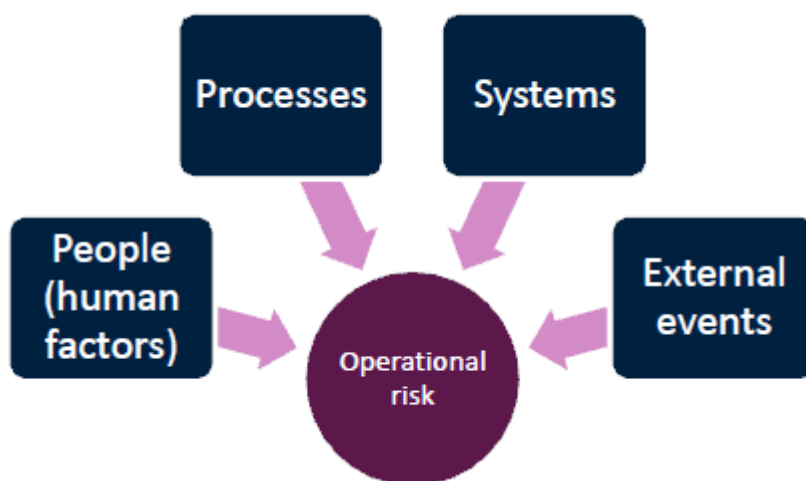 Processes
Systems
People
(human
factors)
External
events
Operational
risk